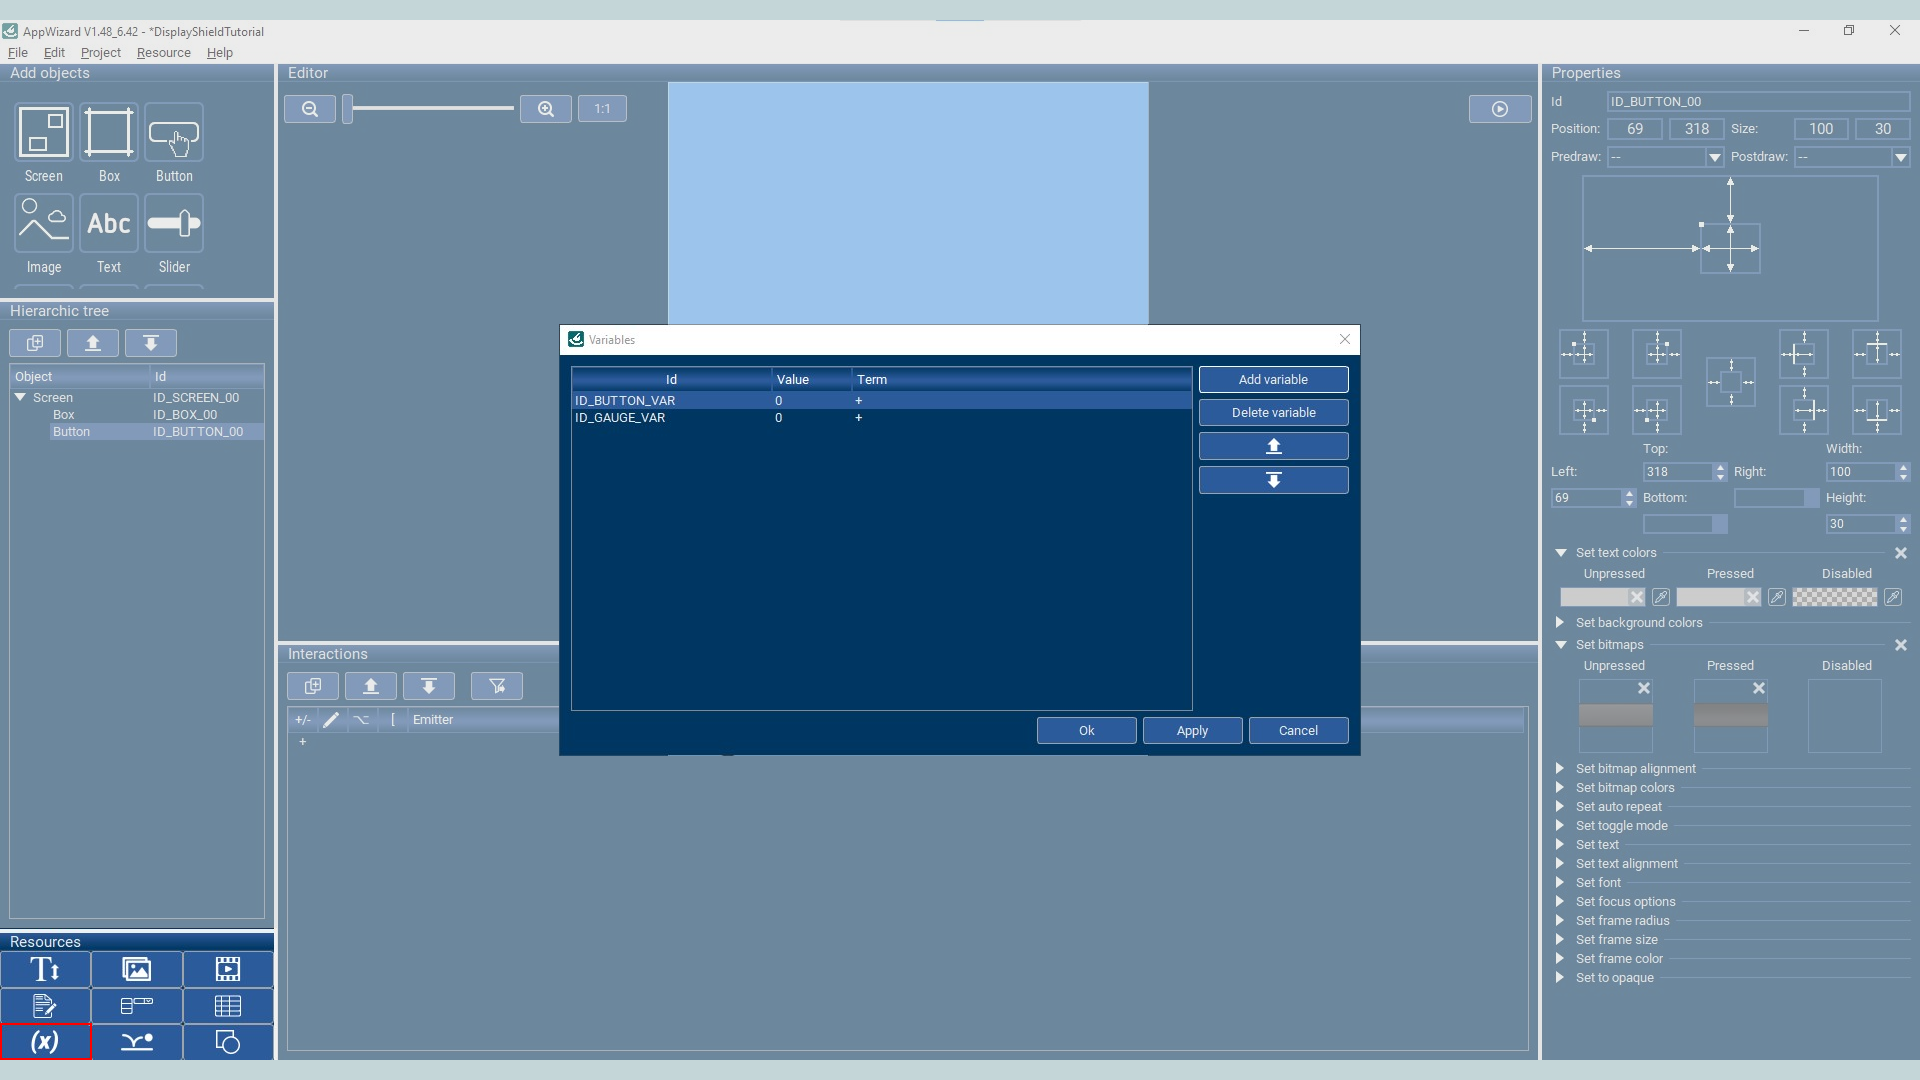 AppWizard V1.48_6.42 - *DisplayShieldTutorial
File Edit Project Resource Help
Add objects
Screen Box Button
Abc
Image Text Slider
Hierarchic tree
Object Id
Screen ID_SCREEN_00
Box ID_BOX_00
Button ID_BUTTON_00
Resources
T
(x)
Editor
1:1
Variables
Id Value Term
ID_BUTTON_VAR 0 +
ID_GAUGE_VAR 0 +
Add variable
Delete variable
Ok Apply Cancel
Interactions
+/- [ Emitter
+
Properties
Id ID_BUTTON_00
Position: 69 318 Size: 100 30
Predraw: -- Postdraw: --
Top: Width:
Left: 318 Right: 100
69 Bottom: Height:
30
Set text colors
Unpressed Pressed Disabled
Set background colors
Set bitmaps
Unpressed Pressed Disabled
Set bitmap alignment
Set bitmap colors
Set auto repeat
Set toggle mode
Set text
Set text alignment
Set font
Set focus options
Set frame radius
Set frame size
Set frame color
Set to opaque